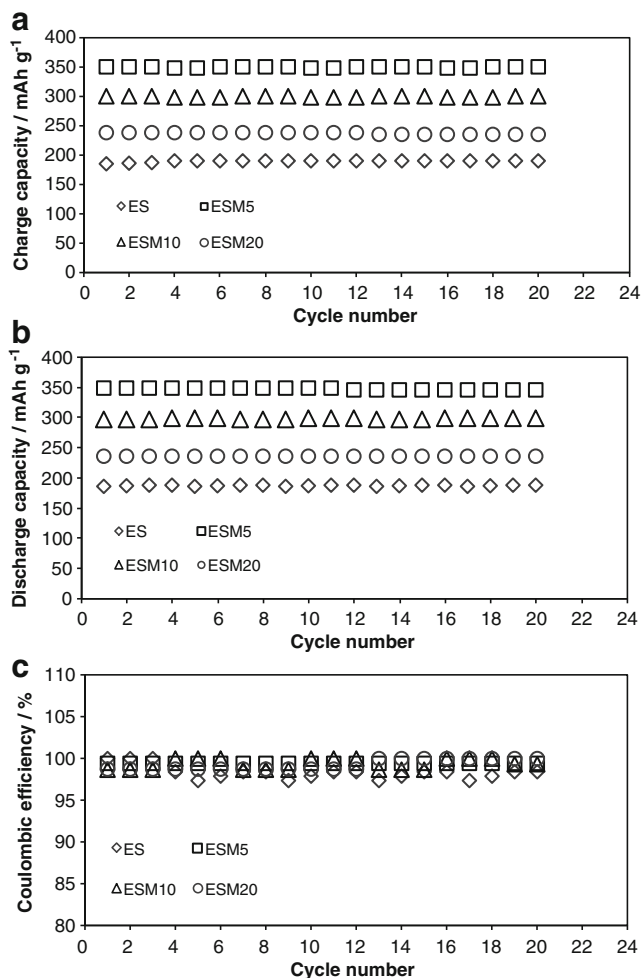 a
Charge capacity / mAh g⁻¹
400
350
300
250
200
150
100
50
0
ES ESM5
ESM10 ESM20
0 2 4 6 8 10 12 14 16 18 20 22 24
Cycle number
b
Discharge capacity / mAh g⁻¹
400
350
300
250
200
150
100
50
0
ES ESM5
ESM10 ESM20
0 2 4 6 8 10 12 14 16 18 20 22 24
Cycle number
c
Coulombic efficiency / %
110
105
100
95
90
85
80
ES ESM5
ESM10 ESM20
0 2 4 6 8 10 12 14 16 18 20 22 24
Cycle number